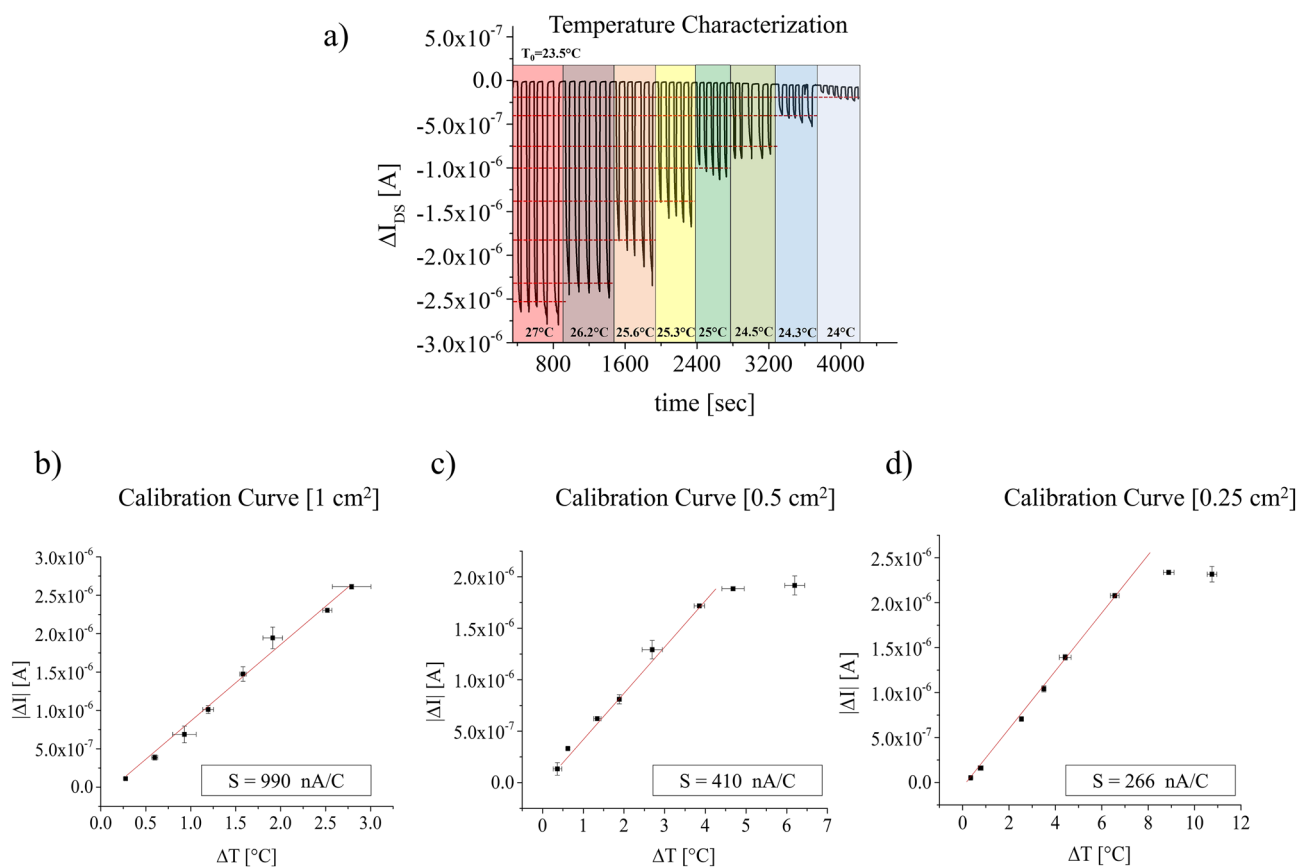 a)
Temperature Characterization
T₀=23.5°C
5.0x10⁻⁷
0.0
-5.0x10⁻⁷
-1.0x10⁻⁶
-1.5x10⁻⁶
-2.0x10⁻⁶
-2.5x10⁻⁶
-3.0x10⁻⁶
ΔI_DS [A]
27°C 26.2°C 25.6°C 25.3°C 25°C 24.5°C 24.3°C 24°C
800 1600 2400 3200 4000
time [sec]
b)
Calibration Curve [1 cm²]
3.0x10⁻⁶
2.5x10⁻⁶
2.0x10⁻⁶
1.5x10⁻⁶
1.0x10⁻⁶
5.0x10⁻⁷
0.0
|ΔI| [A]
S = 990 nA/C
0.0 0.5 1.0 1.5 2.0 2.5 3.0
ΔT [°C]
c)
Calibration Curve [0.5 cm²]
2.0x10⁻⁶
1.5x10⁻⁶
1.0x10⁻⁶
5.0x10⁻⁷
0.0
|ΔI| [A]
S = 410 nA/C
0 1 2 3 4 5 6 7
ΔT [°C]
d)
Calibration Curve [0.25 cm²]
2.5x10⁻⁶
2.0x10⁻⁶
1.5x10⁻⁶
1.0x10⁻⁶
5.0x10⁻⁷
0.0
|ΔI| [A]
S = 266 nA/C
0 2 4 6 8 10 12
ΔT [°C]